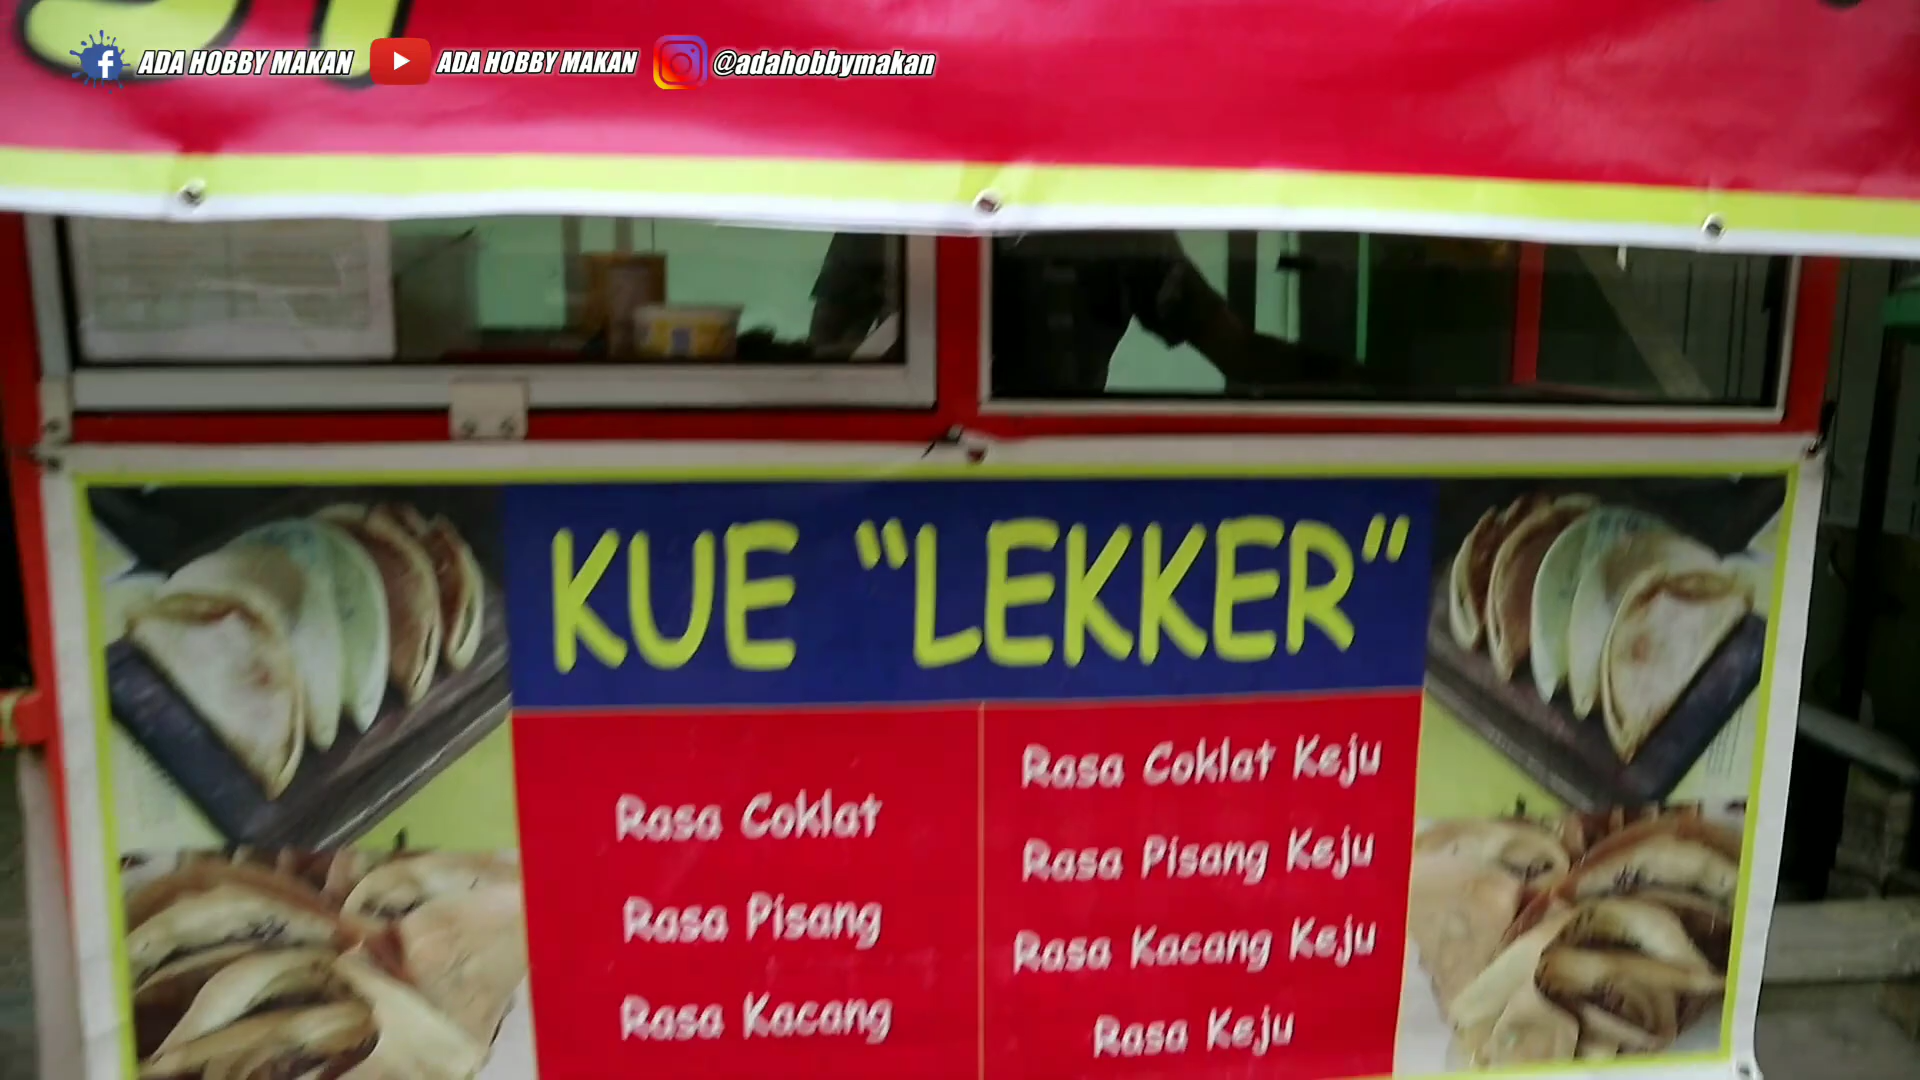 ADA HOBBY MAKAN ADA HOBBY MAKAN @adahobbymakan
KUE "LEKKER"
Rasa Coklat
Rasa Pisang
Rasa Kacang
Rasa Coklat Keju
Rasa Pisang Keju
Rasa Kacang Keju
Rasa Keju